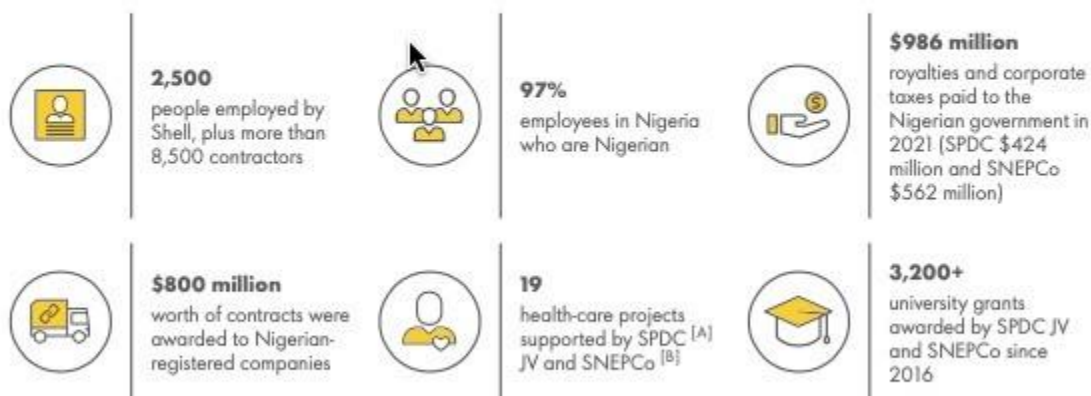 2,500
people employed by
Shell, plus more than
8,500 contractors
97%
employees in Nigeria
who are Nigerian
$986 million
royalties and corporate
taxes paid to the
Nigerian government in
2021 (SPDC $424
million and SNEPCo
$562 million)
$800 million
worth of contracts were
awarded to Nigerian-
registered companies
19
health-care projects
supported by SPDC [A]
JV and SNEPCo [B]
3,200+
university grants
awarded by SPDC JV
and SNEPCo since
2016